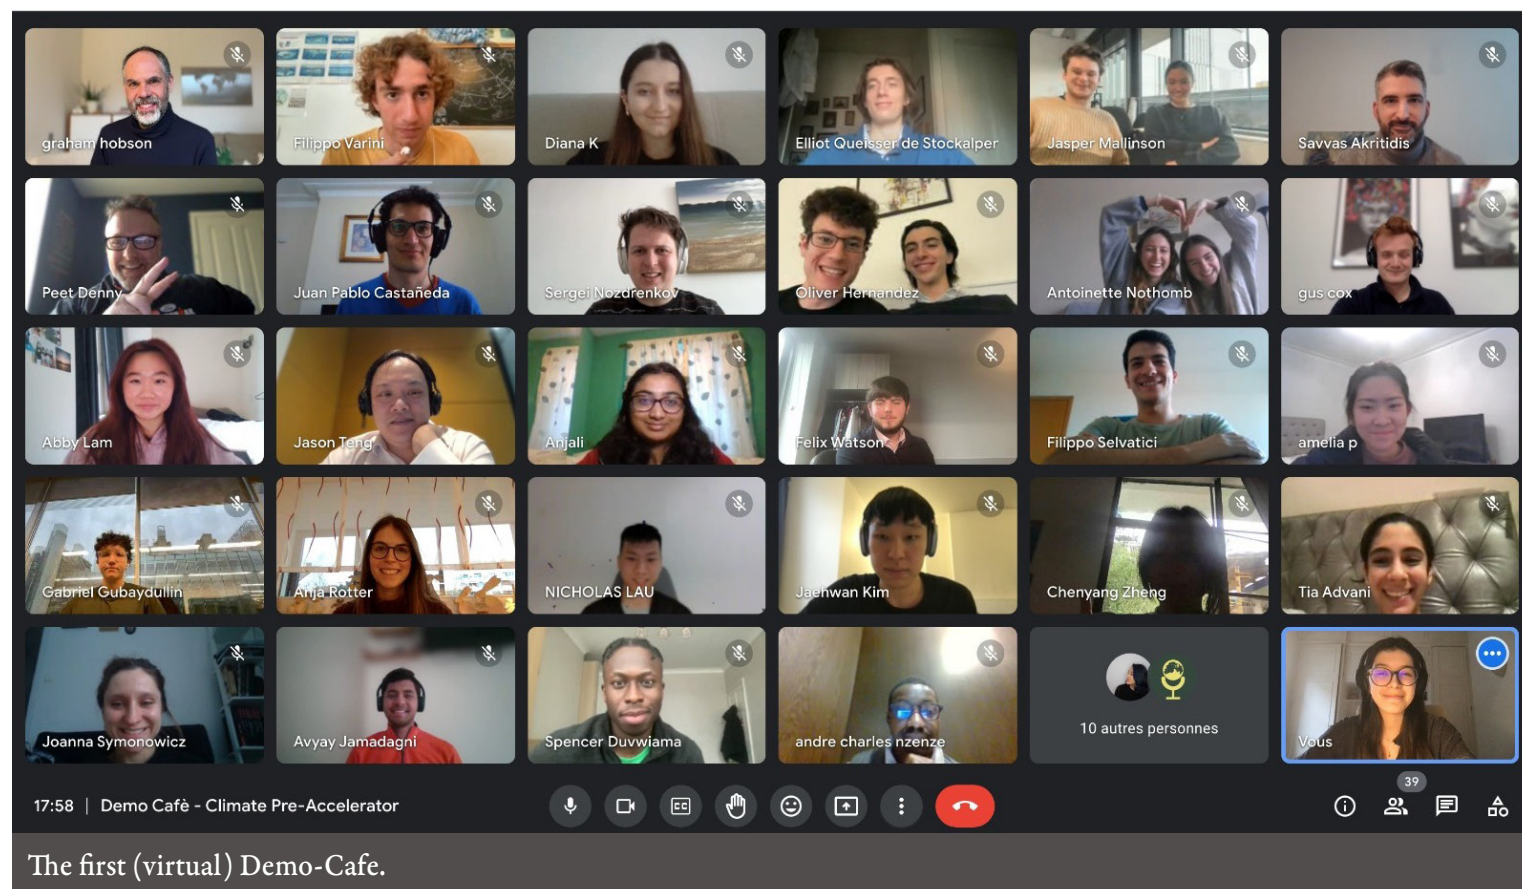 graham hobson
Filippo Varini
Diana K
Elliot Queisser de Stockalper
Jasper Mallinson
Savvas Akritidis
Peet Denny
Juan Pablo Castañeda
Sergei Nozdrenkov
Oliver Hernandez
Antoinette Nothomb
gus cox
Abby Lam
Jason Teng
Anjali
Felix Watson
Filippo Selvatici
amelia p
Gabriel Gubaydullin
Anja Rotter
NICHOLAS LAU
Jaehwan Kim
Chenyang Zheng
Tia Advani
Joanna Symonowicz
Avyay Jamadagni
Spencer Duvwiama
andre charles nzenze
10 autres personnes
Vous
17:58 | Demo Cafè - Climate Pre-Accelerator
CC
39
The first (virtual) Demo-Cafe.